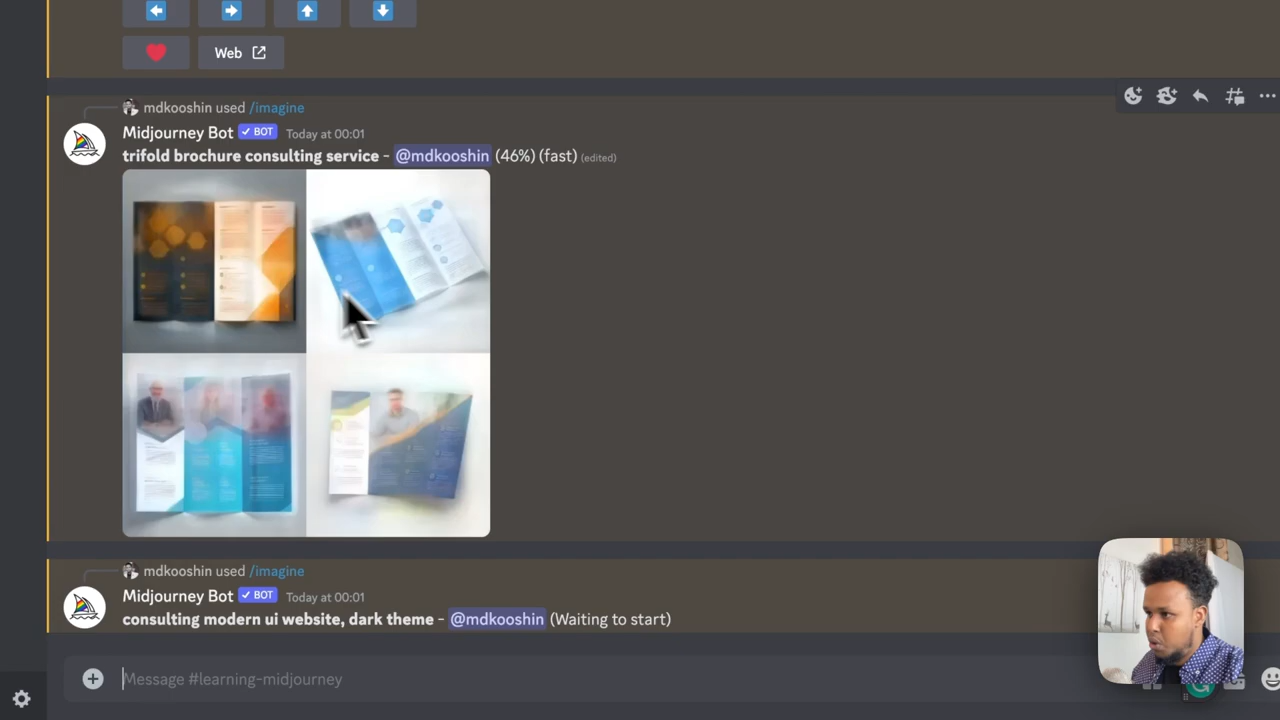 Web
mdkooshin used /imagine
Midjourney Bot ✓ BOT Today at 00:01
trifold brochure consulting service - @mdkooshin (46%) (fast) (edited)
mdkooshin used /imagine
Midjourney Bot ✓ BOT Today at 00:01
consulting modern ui website, dark theme - @mdkooshin (Waiting to start)
Message #learning-midjourney